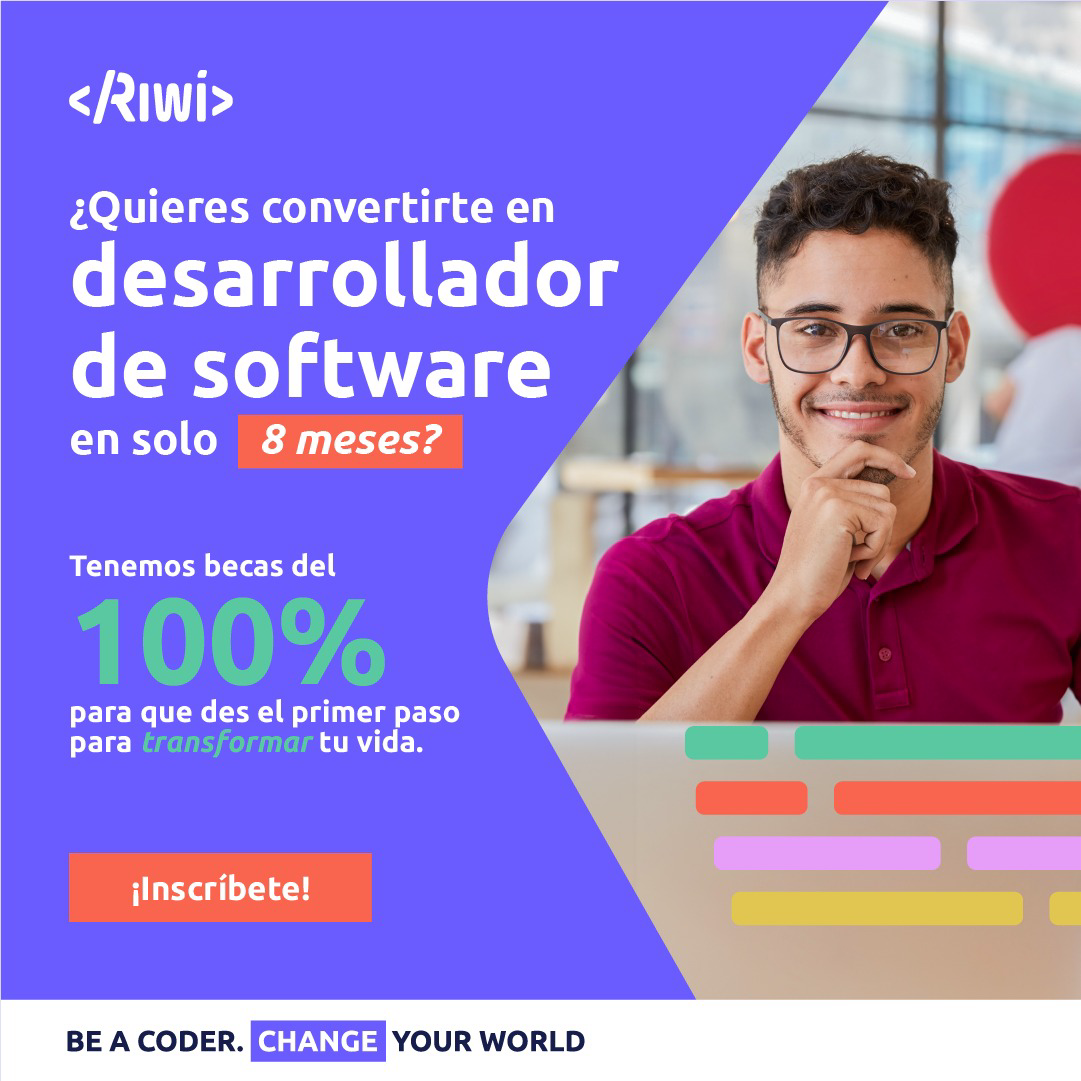 </RIWI>
¿Quieres convertirte en
desarrollador
de software
en solo 8 meses?
Tenemos becas del
100%
para que des el primer paso
para transformar tu vida.
¡Inscríbete!
BE A CODER. CHANGE YOUR WORLD